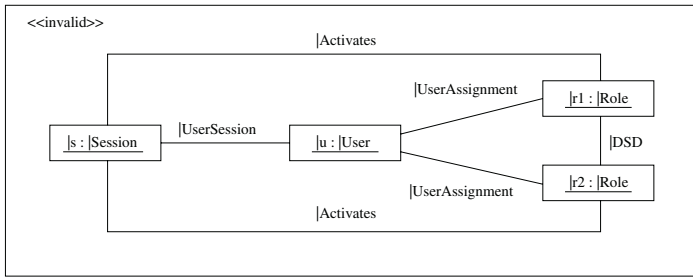 <<invalid>>
|Activates
|UserAssignment
|r1 : |Role
|UserSession
|s : |Session
|u : |User
|DSD
|r2 : |Role
|UserAssignment
|Activates